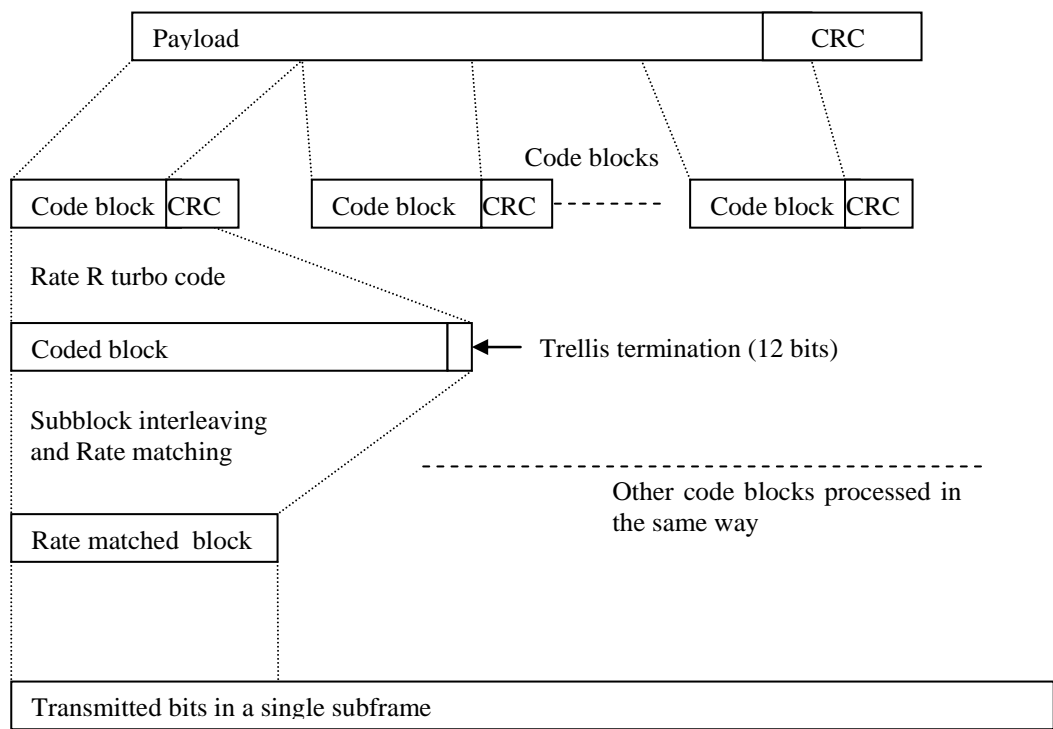 Payload CRC
Code blocks
Code block CRC Code block CRC Code block CRC
Rate R turbo code
Coded block
Trellis termination (12 bits)
Subblock interleaving
and Rate matching
Other code blocks processed in
the same way
Rate matched block
Transmitted bits in a single subframe